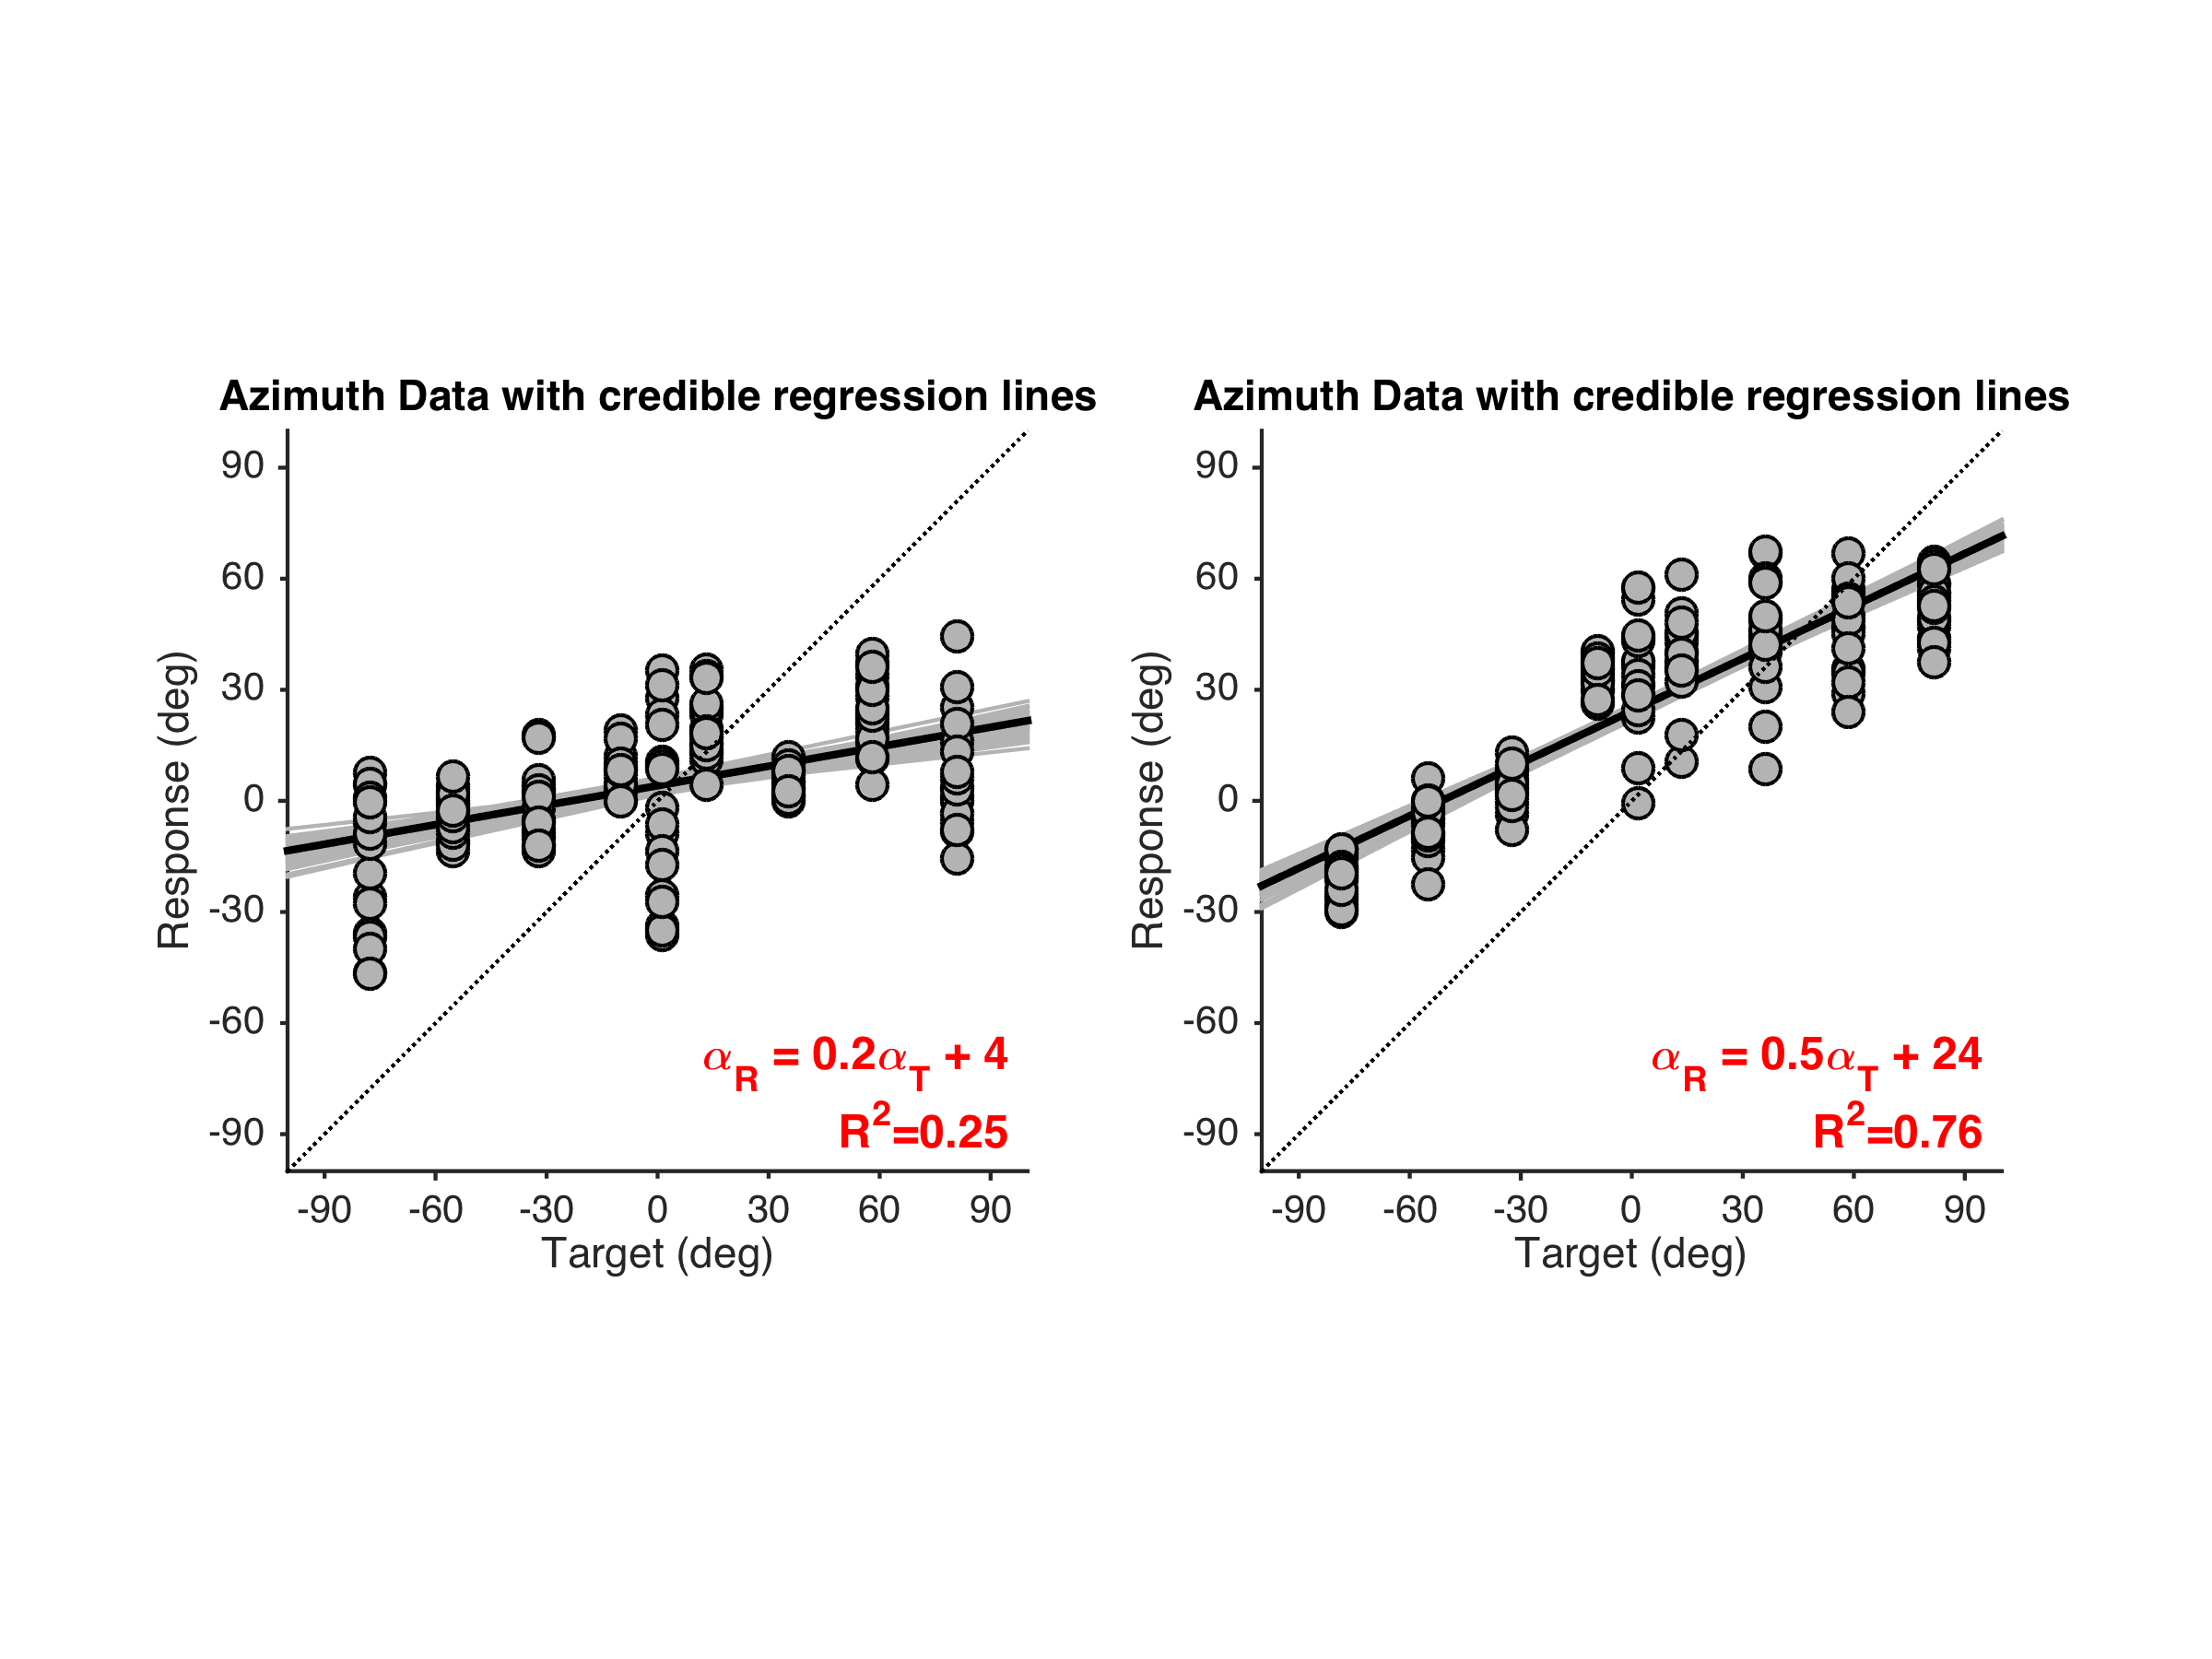 Azimuth Data with credible regression lines
90
60
30
0
-30
-60
-90
Response (deg)
αR = 0.2αT + 4
R2=0.25
-90 -60 -30 0 30 60 90
Target (deg)
Azimuth Data with credible regression lines
90
60
30
0
-30
-60
-90
Response (deg)
αR = 0.5αT + 24
R2=0.76
-90 -60 -30 0 30 60 90
Target (deg)